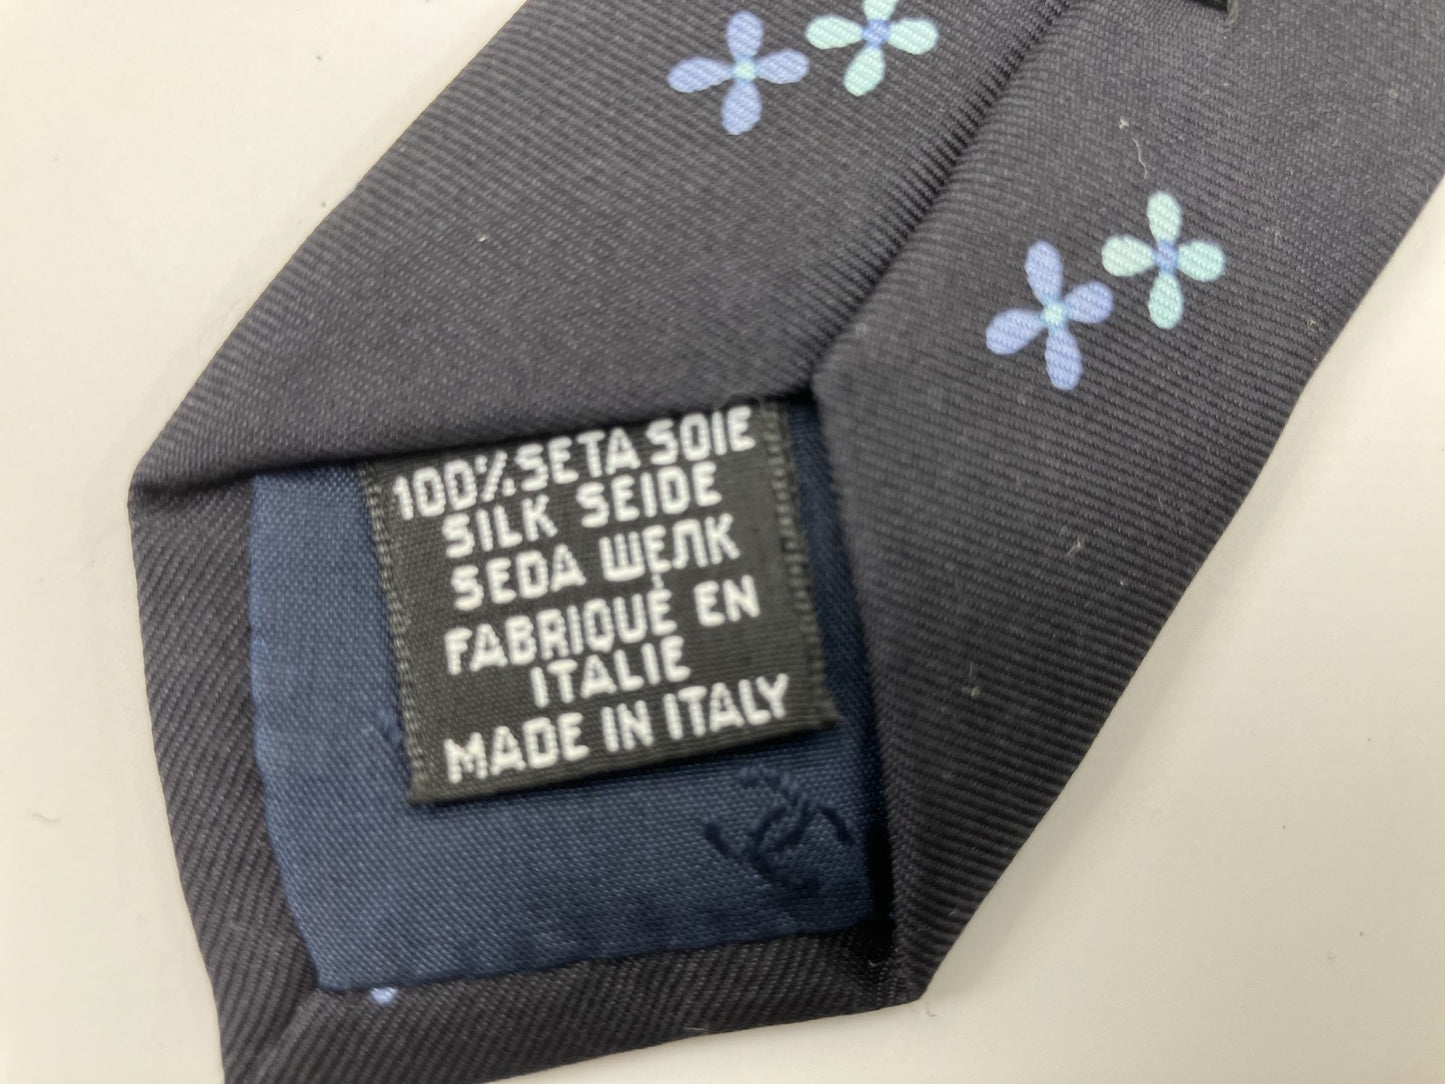 100% SETA SOIE
SILK SEIDE
SEDA ШЕЛК
FABRIQUÉ EN
ITALIE
MADE IN ITALY